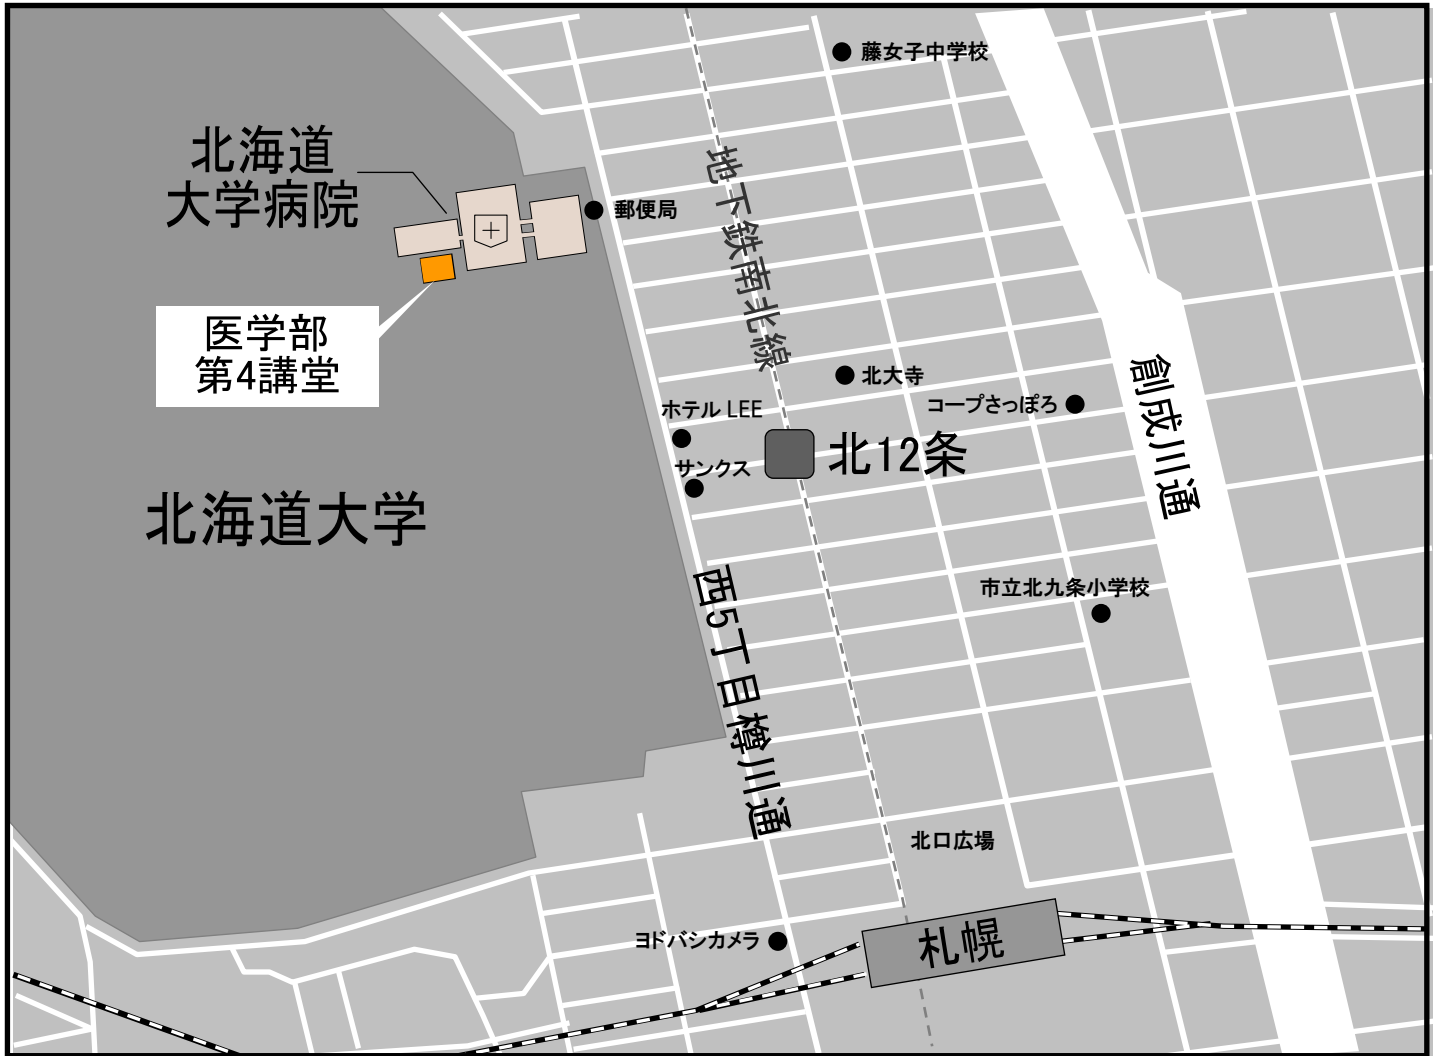 藤女子中学校
北海道
大学病院
郵便局
地下鉄南北線
医学部
第4講堂
北大寺
コープさっぽろ
創成川通
ホテル LEE
サンクス
北12条
北海道大学
西5丁目樽川通
市立北九条小学校
北口広場
ヨドバシカメラ
札幌